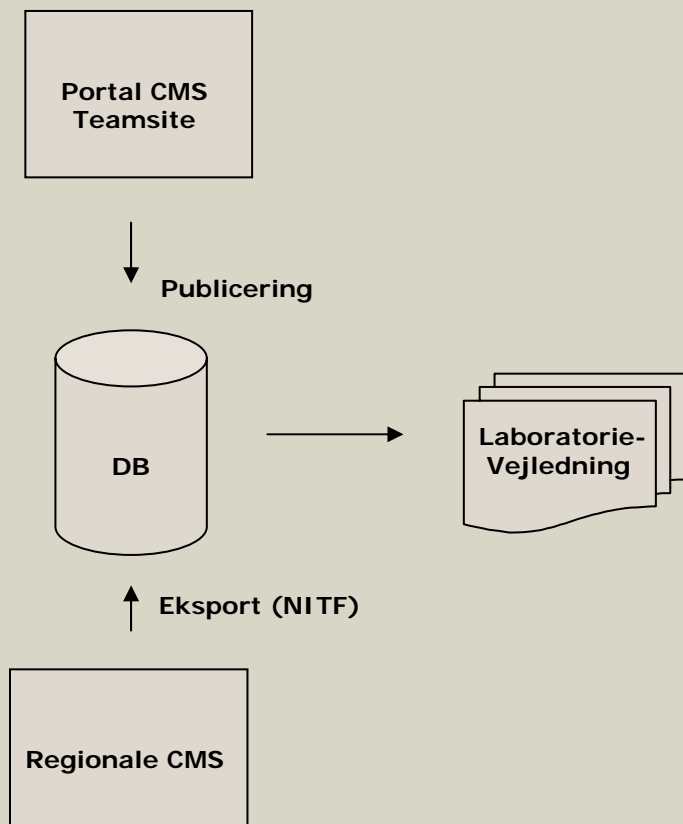 Portal CMS
Teamsite
Publicering
DB
Laboratorie-
Vejledning
Eksport (NITF)
Regionale CMS